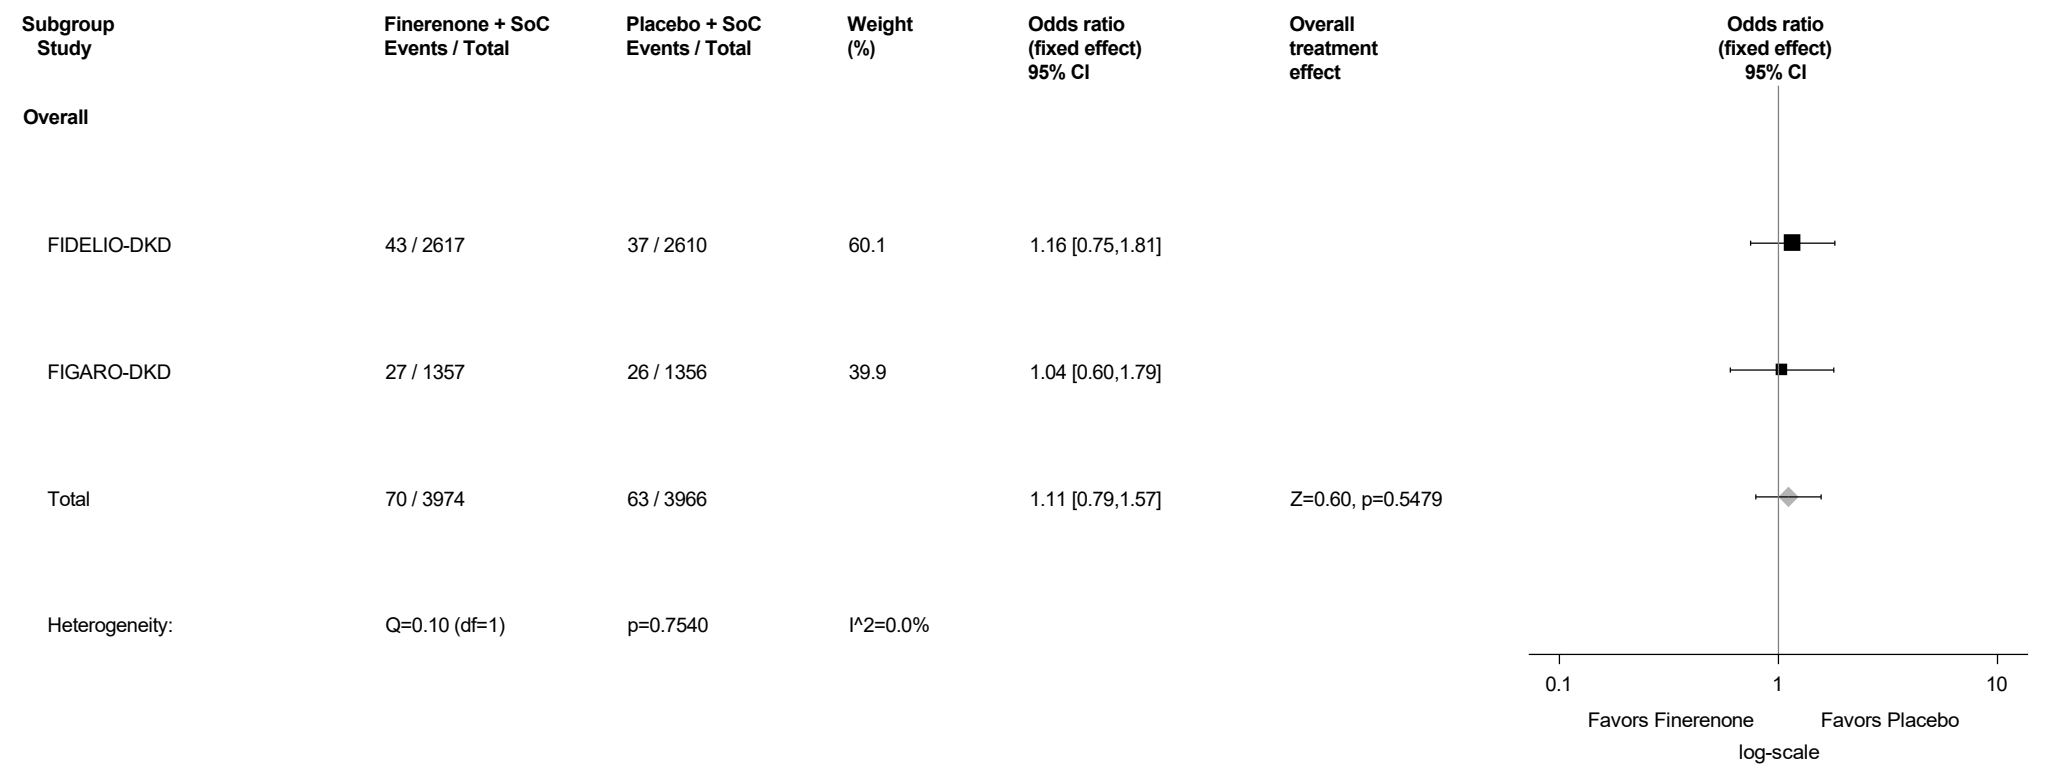 Subgroup Finerenone + SoC Placebo + SoC Weight Odds ratio Overall Odds ratio
Study Events / Total Events / Total (%) (fixed effect) treatment (fixed effect)
95% CI effect 95% CI
Overall
FIDELIO-DKD 43 / 2617 37 / 2610 60.1 1.16 [0.75,1.81]
FIGARO-DKD 27 / 1357 26 / 1356 39.9 1.04 [0.60,1.79]
Total 70 / 3974 63 / 3966 1.11 [0.79,1.57] Z=0.60, p=0.5479
Heterogeneity: Q=0.10 (df=1) p=0.7540 I^2=0.0%
0.1 1 10
Favors Finerenone Favors Placebo
log-scale